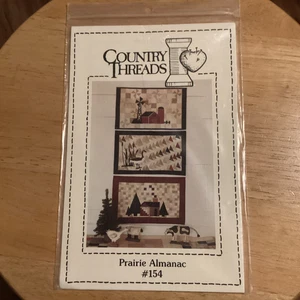 COUNTRY
THREADS
Prairie Almanac
#154